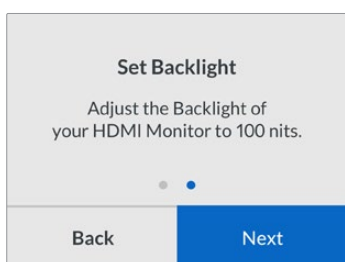 Set Backlight
Adjust the Backlight of
your HDMI Monitor to 100 nits.
Back
Next